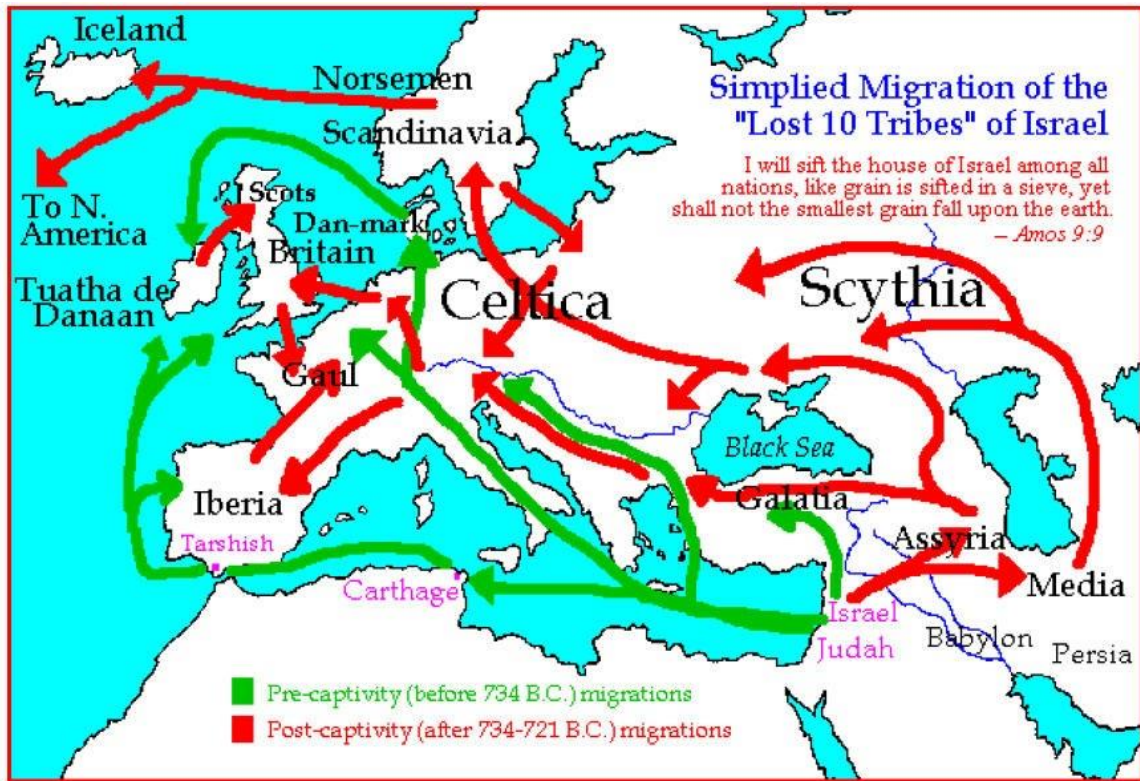 Iceland
Norsemen
Scandinavia
Simplied Migration of the
"Lost 10 Tribes" of Israel
I will sift the house of Israel among all
nations, like grain is sifted in a sieve, yet
shall not the smallest grain fall upon the earth.
– Amos 9:9
To N.
America
Scots
Dan-mark
Britain
Tuatha de
Danaan
Celtica
Scythia
Gaul
Black Sea
Iberia
Galatia
Tarshish
Assyria
Carthage
Media
Israel
Judah
Babylon
Persia
Pre-captivity (before 734 B.C.) migrations
Post-captivity (after 734-721 B.C.) migrations